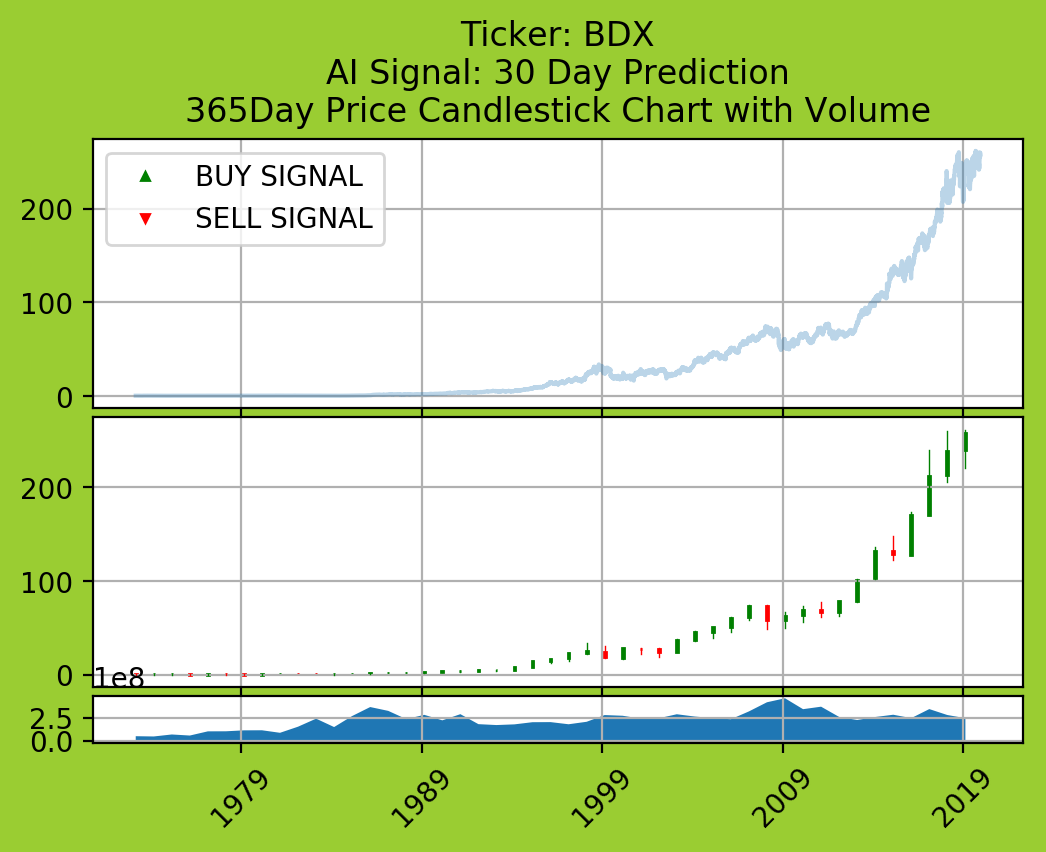 Ticker: BDX
AI Signal: 30 Day Prediction
365Day Price Candlestick Chart with Volume
BUY SIGNAL
SELL SIGNAL
200
100
0
200
100
0
1e8
2.5
0.0
1979
1989
1999
2009
2019